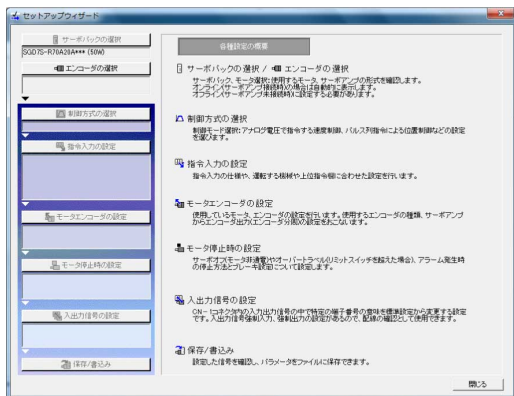 セットアップウィザード
サーボパックの選択
SGD7S-R70A20A*** (50W)
エンコーダの選択
制御方式の選択
指令入力の設定
モータエンコーダの設定
モータ停止時の設定
入出力信号の設定
保存/書込み
各種設定の概要
サーボパックの選択 / エンコーダの選択
サーボパック、モータ選択:使用するモータ、サーボアンプの形式を確認します。
オンライン(サーボアンプ接続時)の場合は自動的に表示します。
オフライン(サーボアンプ未接続時)に設定する必要があります。
制御方式の選択
制御モード選択:アナログ電圧で指令する速度制御、パルス列指令による位置制御などの設定
を選びます。
指令入力の設定
指令入力の仕様や、運転する機械や上位指令側に合わせた設定を行います。
モータエンコーダの設定
使用しているモータ、エンコーダの設定を行います。使用するエンコーダの種類、サーボアンプ
からエンコーダ出力(エンコーダ分周)の設定をおこないます。
モータ停止時の設定
サーボオフ(モータ非通電)やオーバートラベル(リミットスイッチを超えた場合)、アラーム発生時
の停止方法とブレーキ設定について設定します。
入出力信号の設定
CN-1コネクタ内の入力出力信号の中で特定の端子番号の意味を標準設定から変更する設定
です。入出力信号強制入力、強制出力の設定があるので、配線の確認として使用できます。
保存/書込み
設定した信号を確認し、パラメータをファイルに保存できます。
閉じる